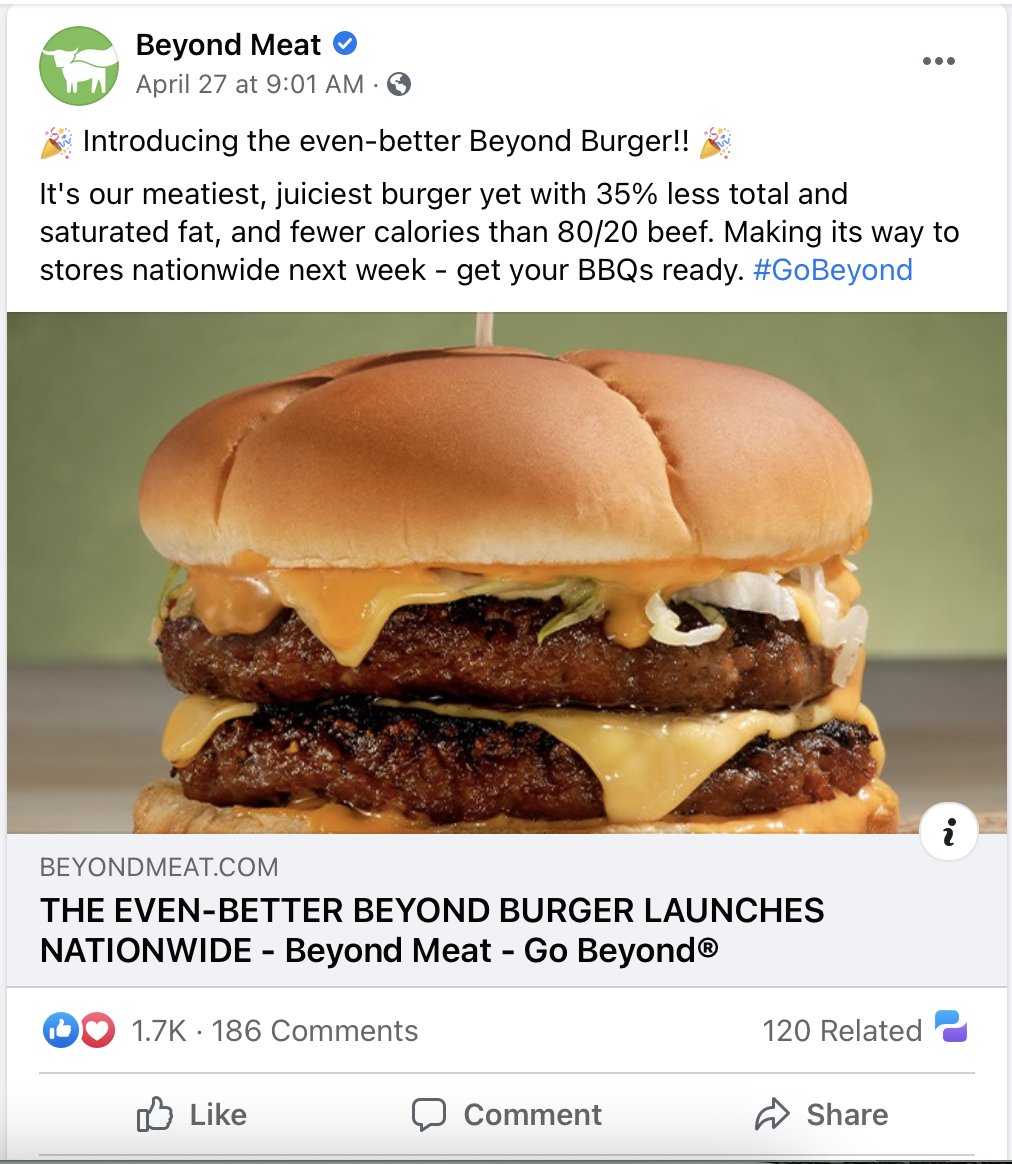 Beyond Meat
April 27 at 9:01 AM ·
🎉 Introducing the even-better Beyond Burger!! 🎉
It's our meatiest, juiciest burger yet with 35% less total and
saturated fat, and fewer calories than 80/20 beef. Making its way to
stores nationwide next week - get your BBQs ready. #GoBeyond
i
BEYONDMEAT.COM
THE EVEN-BETTER BEYOND BURGER LAUNCHES
NATIONWIDE - Beyond Meat - Go Beyond®
1.7K · 186 Comments 120 Related
Like Comment Share